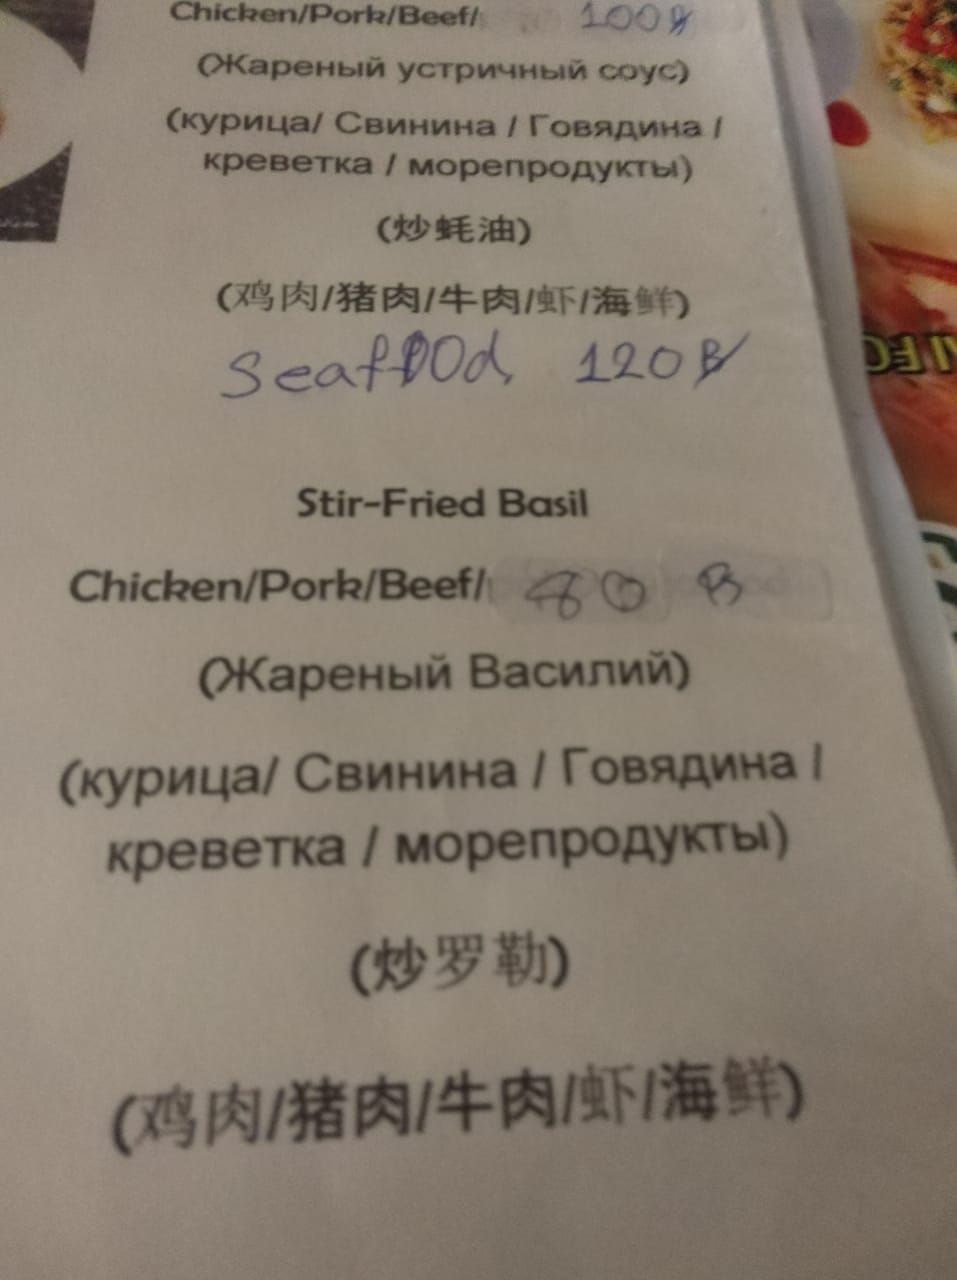 Chicken/Pork/Beef/ 100฿
(Жареный устричный соус)
(курица/ Свинина / Говядина /
креветка / морепродукты)
(炒蚝油)
(鸡肉/猪肉/牛肉/虾/海鲜)
Seafood 120฿
Stir-Fried Basil
Chicken/Pork/Beef/ 80 B
(Жареный Василий)
(курица/ Свинина / Говядина /
креветка / морепродукты)
(炒罗勒)
(鸡肉/猪肉/牛肉/虾/海鲜)